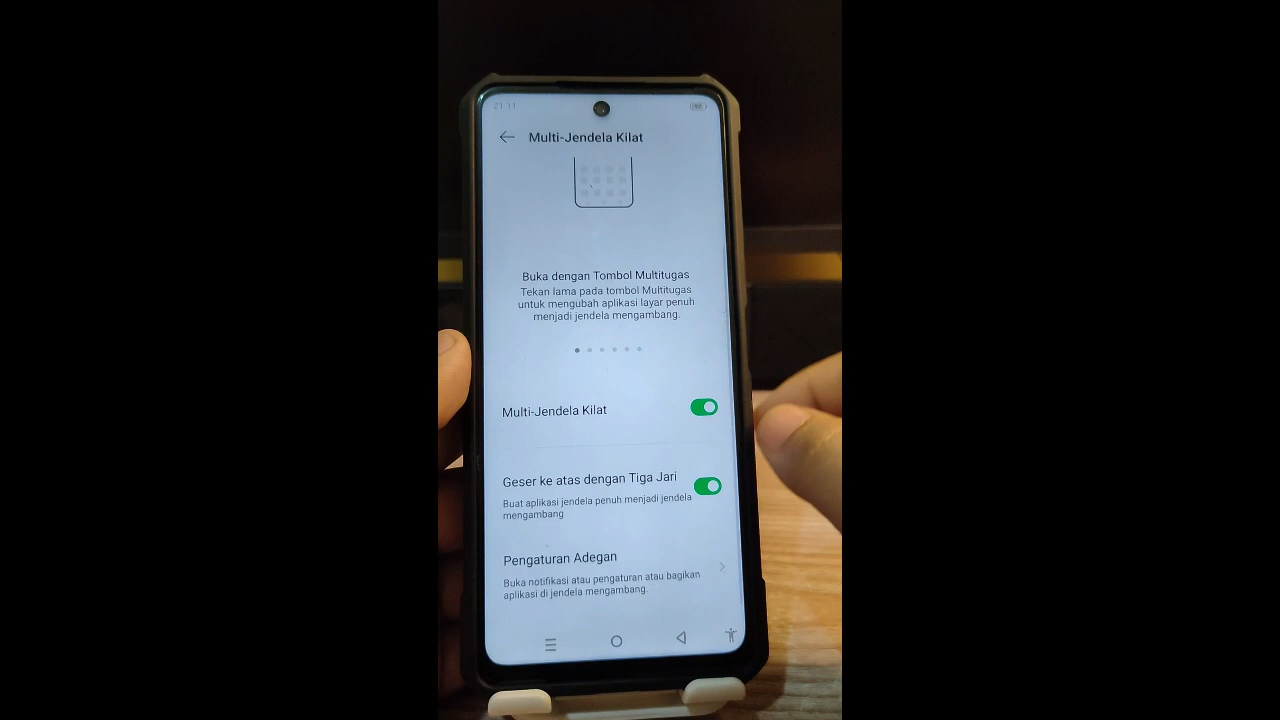 21:11
Multi-Jendela Kilat
Buka dengan Tombol Multitugas
Tekan lama pada tombol Multitugas
untuk mengubah aplikasi layar penuh
menjadi jendela mengambang.
Multi-Jendela Kilat
Geser ke atas dengan Tiga Jari
Buat aplikasi jendela penuh menjadi jendela
mengambang
Pengaturan Adegan
Buka notifikasi atau pengaturan atau bagikan
aplikasi di jendela mengambang.